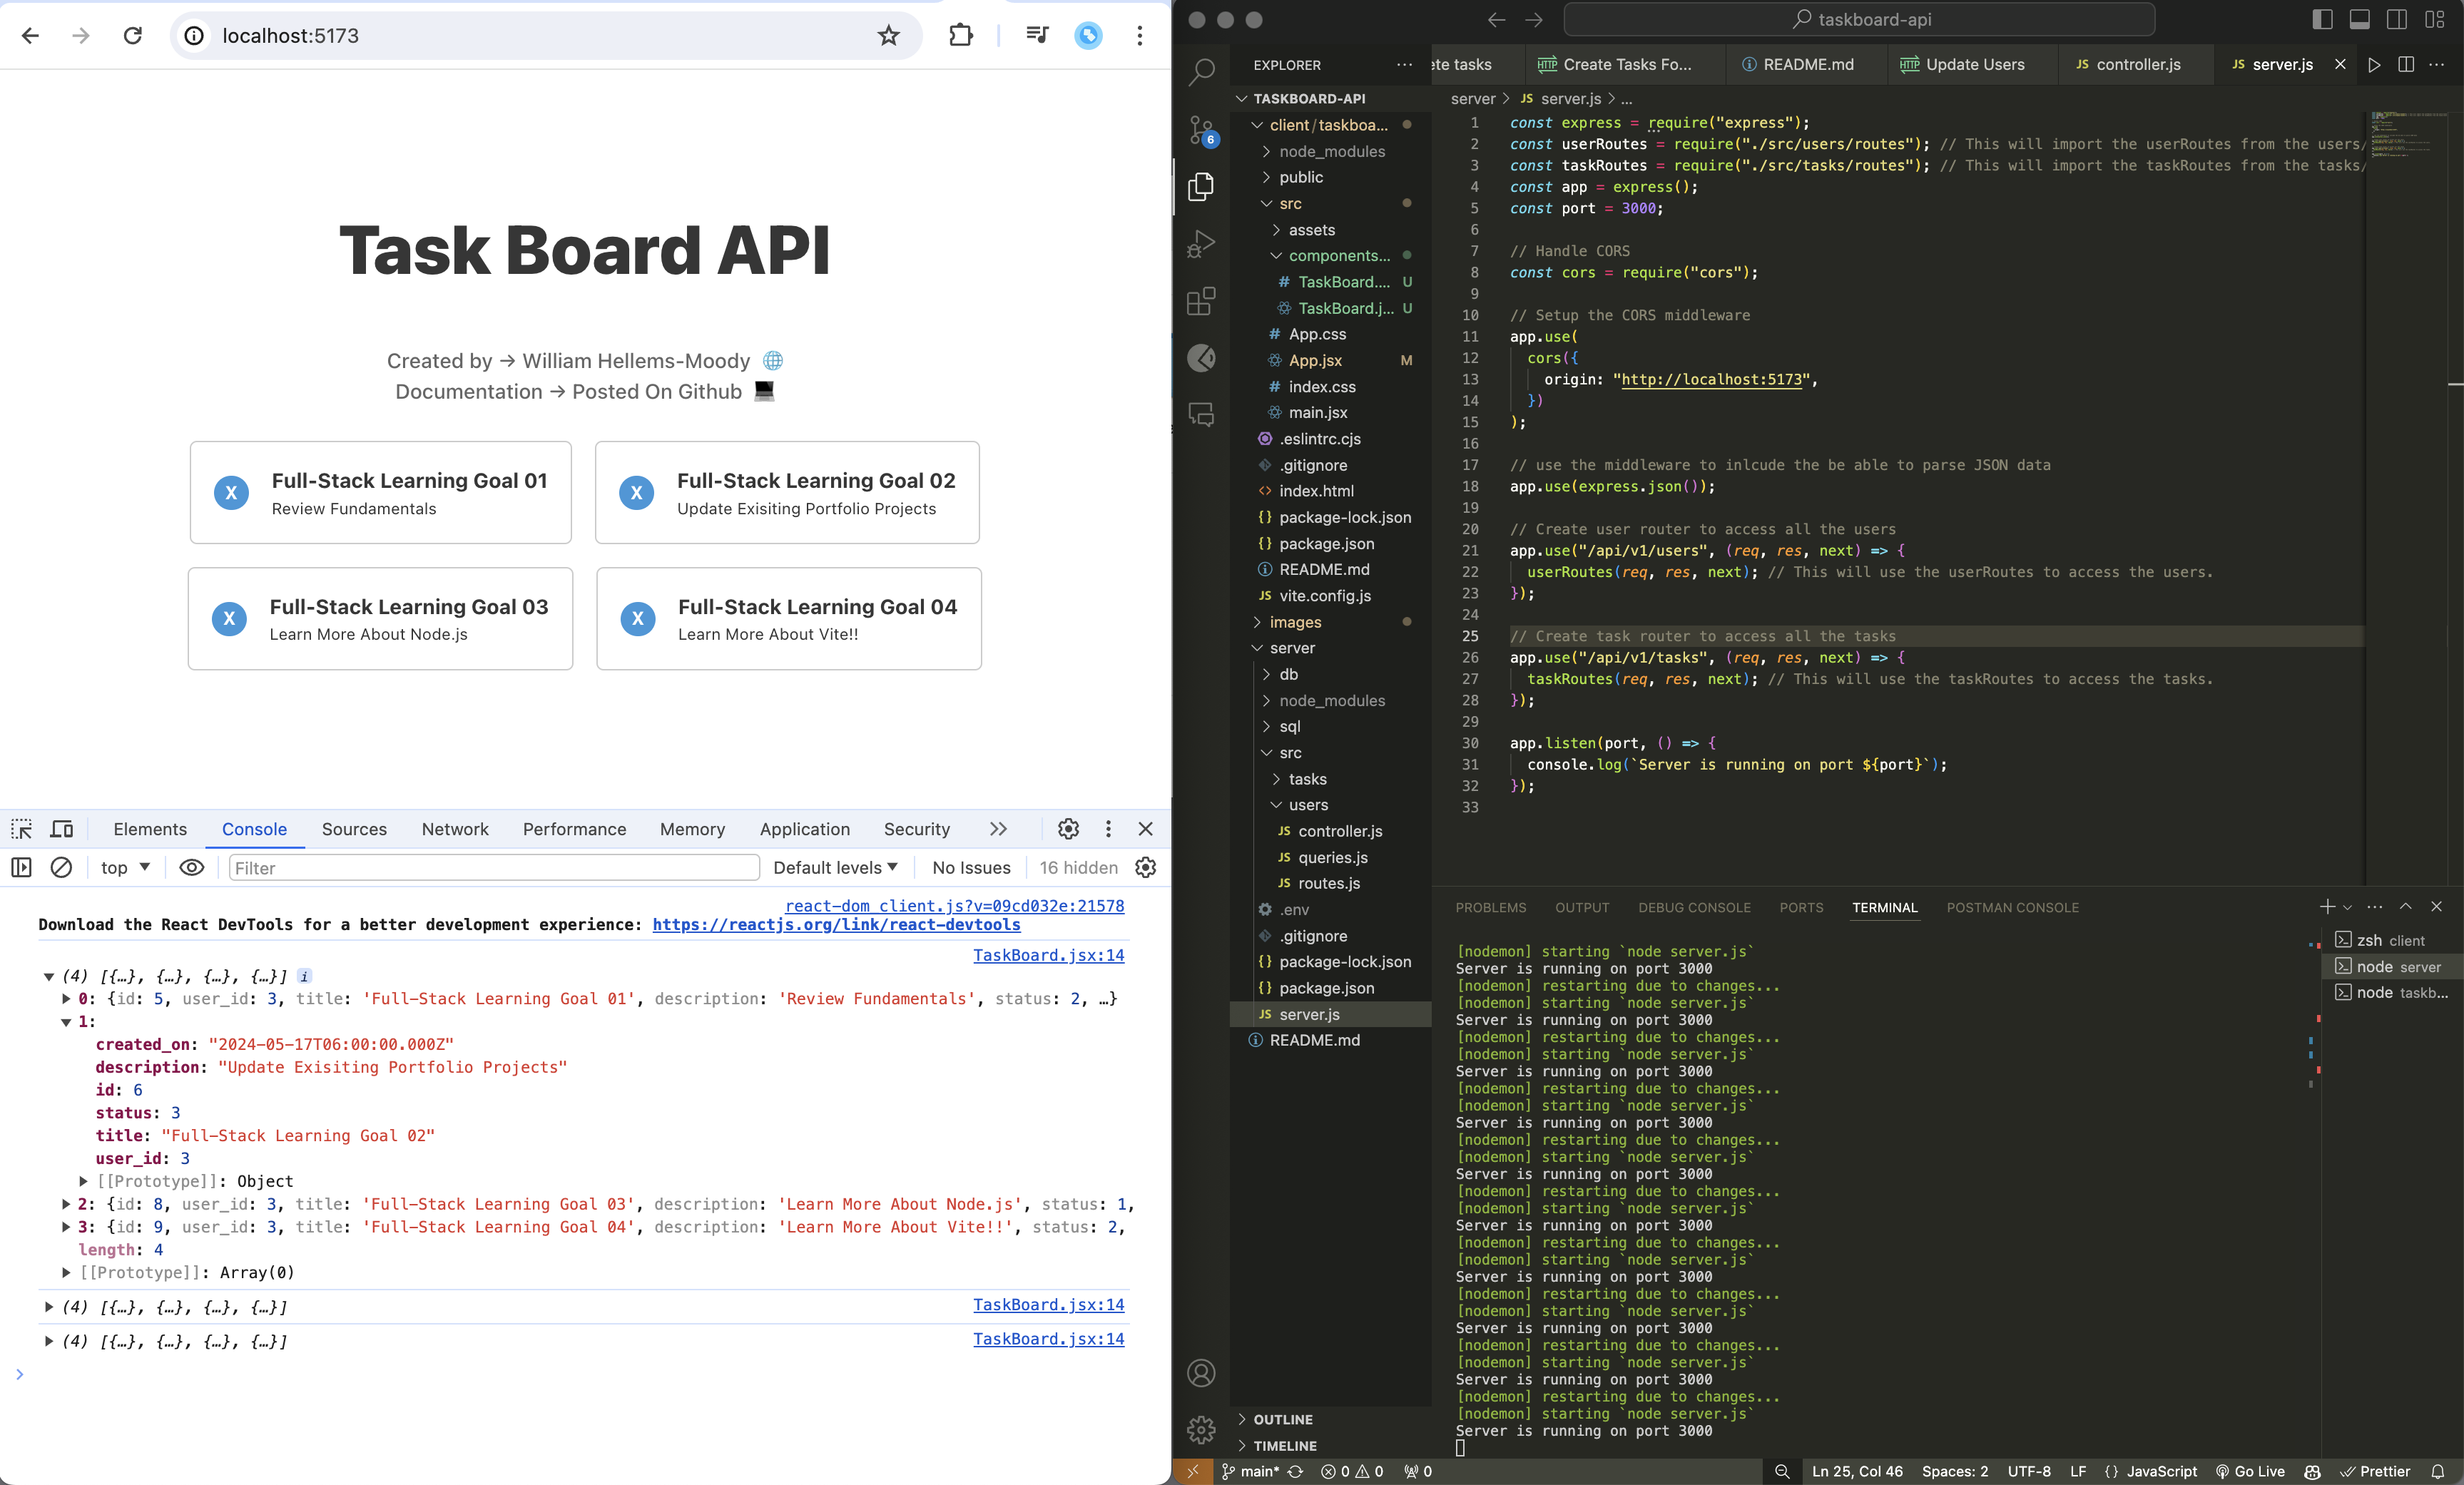 localhost:5173
Task Board API
Created by → William Hellems-Moody 🌐
Documentation → Posted On Github 💻
X
Full-Stack Learning Goal 01
Review Fundamentals
X
Full-Stack Learning Goal 02
Update Exisiting Portfolio Projects
X
Full-Stack Learning Goal 03
Learn More About Node.js
X
Full-Stack Learning Goal 04
Learn More About Vite!!
Elements Console Sources Network Performance Memory Application Security
top Filter Default levels No Issues 16 hidden
react-dom_client.js?v=09cd032e:21578
Download the React DevTools for a better development experience: https://reactjs.org/link/react-devtools
TaskBoard.jsx:14
(4) [{…}, {…}, {…}, {…}] i
0: {id: 5, user_id: 3, title: 'Full-Stack Learning Goal 01', description: 'Review Fundamentals', status: 2, …}
1:
created_on: "2024-05-17T06:00:00.000Z"
description: "Update Exisiting Portfolio Projects"
id: 6
status: 3
title: "Full-Stack Learning Goal 02"
user_id: 3
[[Prototype]]: Object
2: {id: 8, user_id: 3, title: 'Full-Stack Learning Goal 03', description: 'Learn More About Node.js', status: 1,
3: {id: 9, user_id: 3, title: 'Full-Stack Learning Goal 04', description: 'Learn More About Vite!!', status: 2,
length: 4
[[Prototype]]: Array(0)
(4) [{…}, {…}, {…}, {…}] TaskBoard.jsx:14
(4) [{…}, {…}, {…}, {…}] TaskBoard.jsx:14
taskboard-api
6
EXPLORER ···
TASKBOARD-API
client/taskboa...
node_modules
public
src
assets
components...
# TaskBoard.... U
TaskBoard.j... U
# App.css
App.jsx M
# index.css
main.jsx
.eslintrc.cjs
.gitignore
<> index.html
{} package-lock.json
{} package.json
README.md
JS vite.config.js
images
server
db
node_modules
sql
src
tasks
users
JS controller.js
JS queries.js
JS routes.js
.env
.gitignore
{} package-lock.json
{} package.json
JS server.js
README.md
OUTLINE
TIMELINE
ete tasks HTTP Create Tasks Fo... README.md HTTP Update Users JS controller.js JS server.js
server > JS server.js > ...
1 const express = require("express");
2 const userRoutes = require("./src/users/routes"); // This will import the userRoutes from the users/
3 const taskRoutes = require("./src/tasks/routes"); // This will import the taskRoutes from the tasks/
4 const app = express();
5 const port = 3000;
6
7 // Handle CORS
8 const cors = require("cors");
9
10 // Setup the CORS middleware
11 app.use(
12 cors({
13 origin: "http://localhost:5173",
14 })
15 );
16
17 // use the middleware to inlcude the be able to parse JSON data
18 app.use(express.json());
19
20 // Create user router to access all the users
21 app.use("/api/v1/users", (req, res, next) => {
22 userRoutes(req, res, next); // This will use the userRoutes to access the users.
23 });
24
25 // Create task router to access all the tasks
26 app.use("/api/v1/tasks", (req, res, next) => {
27 taskRoutes(req, res, next); // This will use the taskRoutes to access the tasks.
28 });
29
30 app.listen(port, () => {
31 console.log(`Server is running on port ${port}`);
32 });
33
PROBLEMS OUTPUT DEBUG CONSOLE PORTS TERMINAL POSTMAN CONSOLE
[nodemon] starting `node server.js`
Server is running on port 3000
[nodemon] restarting due to changes...
[nodemon] starting `node server.js`
Server is running on port 3000
[nodemon] restarting due to changes...
[nodemon] starting `node server.js`
Server is running on port 3000
[nodemon] restarting due to changes...
[nodemon] starting `node server.js`
Server is running on port 3000
[nodemon] restarting due to changes...
[nodemon] starting `node server.js`
Server is running on port 3000
[nodemon] restarting due to changes...
[nodemon] starting `node server.js`
Server is running on port 3000
[nodemon] restarting due to changes...
[nodemon] starting `node server.js`
Server is running on port 3000
[nodemon] restarting due to changes...
[nodemon] starting `node server.js`
Server is running on port 3000
[nodemon] restarting due to changes...
[nodemon] starting `node server.js`
Server is running on port 3000
[nodemon] restarting due to changes...
[nodemon] starting `node server.js`
Server is running on port 3000
zsh client
node server
node taskb...
main* 0 0 0 Ln 25, Col 46 Spaces: 2 UTF-8 LF {} JavaScript Go Live Prettier